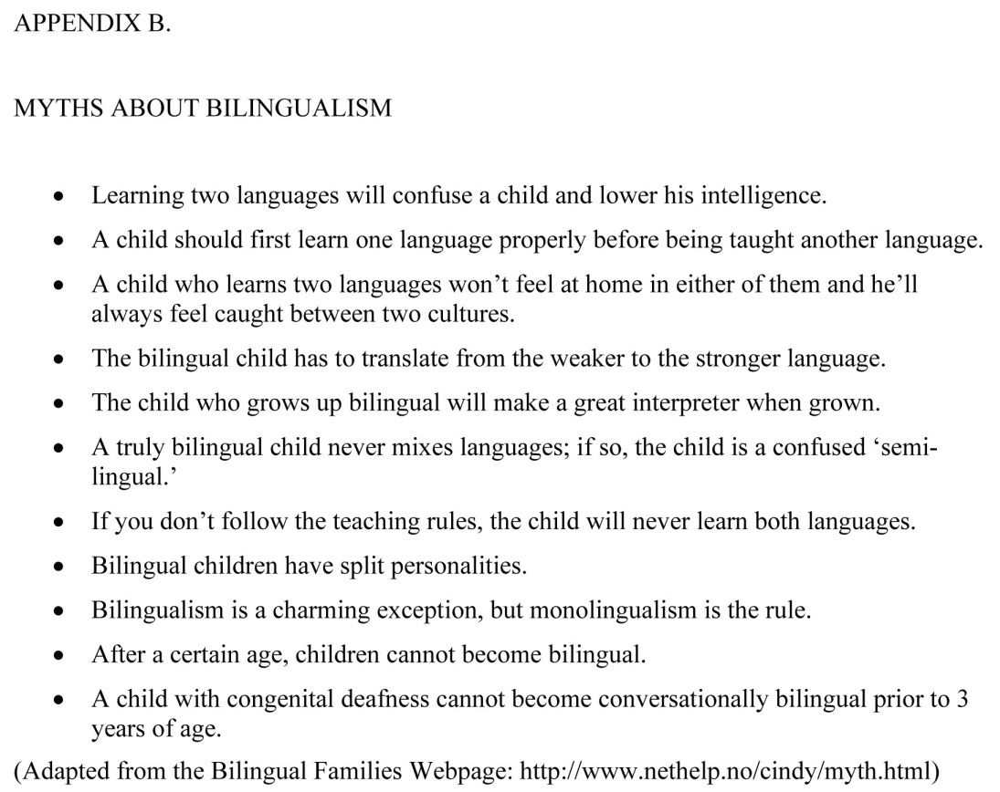 APPENDIX B.
MYTHS ABOUT BILINGUALISM
• Learning two languages will confuse a child and lower his intelligence.
• A child should first learn one language properly before being taught another language.
• A child who learns two languages won’t feel at home in either of them and he’ll
always feel caught between two cultures.
• The bilingual child has to translate from the weaker to the stronger language.
• The child who grows up bilingual will make a great interpreter when grown.
• A truly bilingual child never mixes languages; if so, the child is a confused ‘semi-
lingual.’
• If you don’t follow the teaching rules, the child will never learn both languages.
• Bilingual children have split personalities.
• Bilingualism is a charming exception, but monolingualism is the rule.
• After a certain age, children cannot become bilingual.
• A child with congenital deafness cannot become conversationally bilingual prior to 3
years of age.
(Adapted from the Bilingual Families Webpage: http://www.nethelp.no/cindy/myth.html)